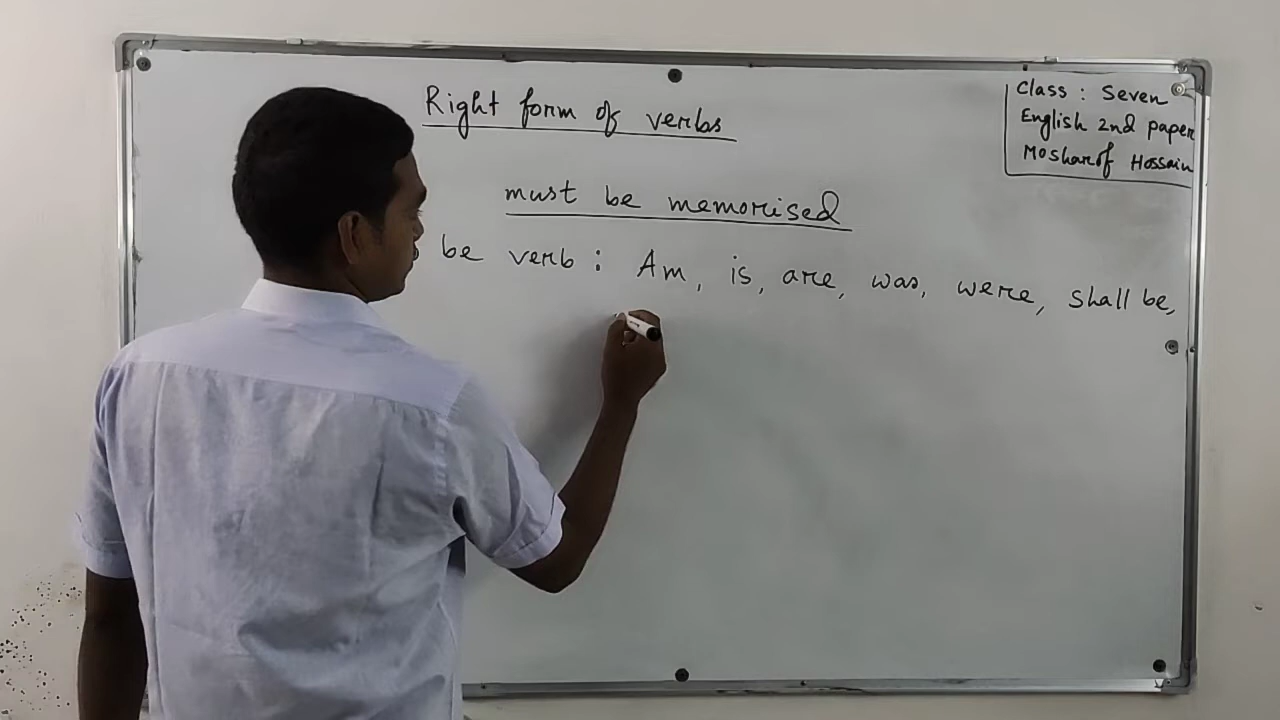 Right form of verbs
Class : Seven
English 2nd paper
Mosharof Hossain
must be memorised
be verb : Am, is, are, was, were, shall be,